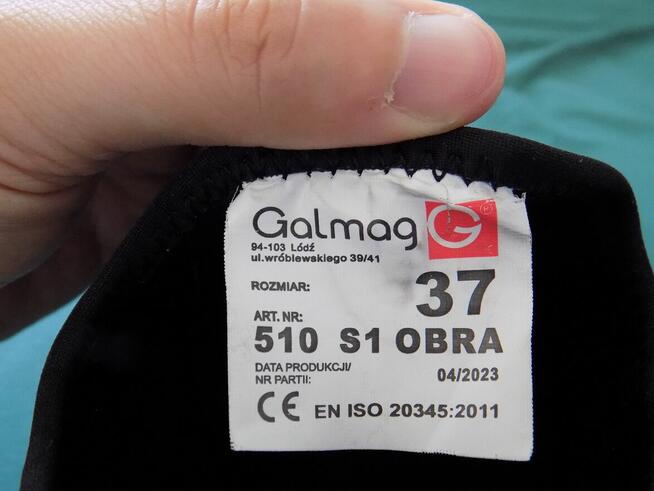 Galmag G®
94-103 Łódź
ul.wróblewskiego 39/41
ROZMIAR: 37
ART. NR:
510 S1 OBRA
DATA PRODUKCJI/
NR PARTII: 04/2023
CE EN ISO 20345:2011